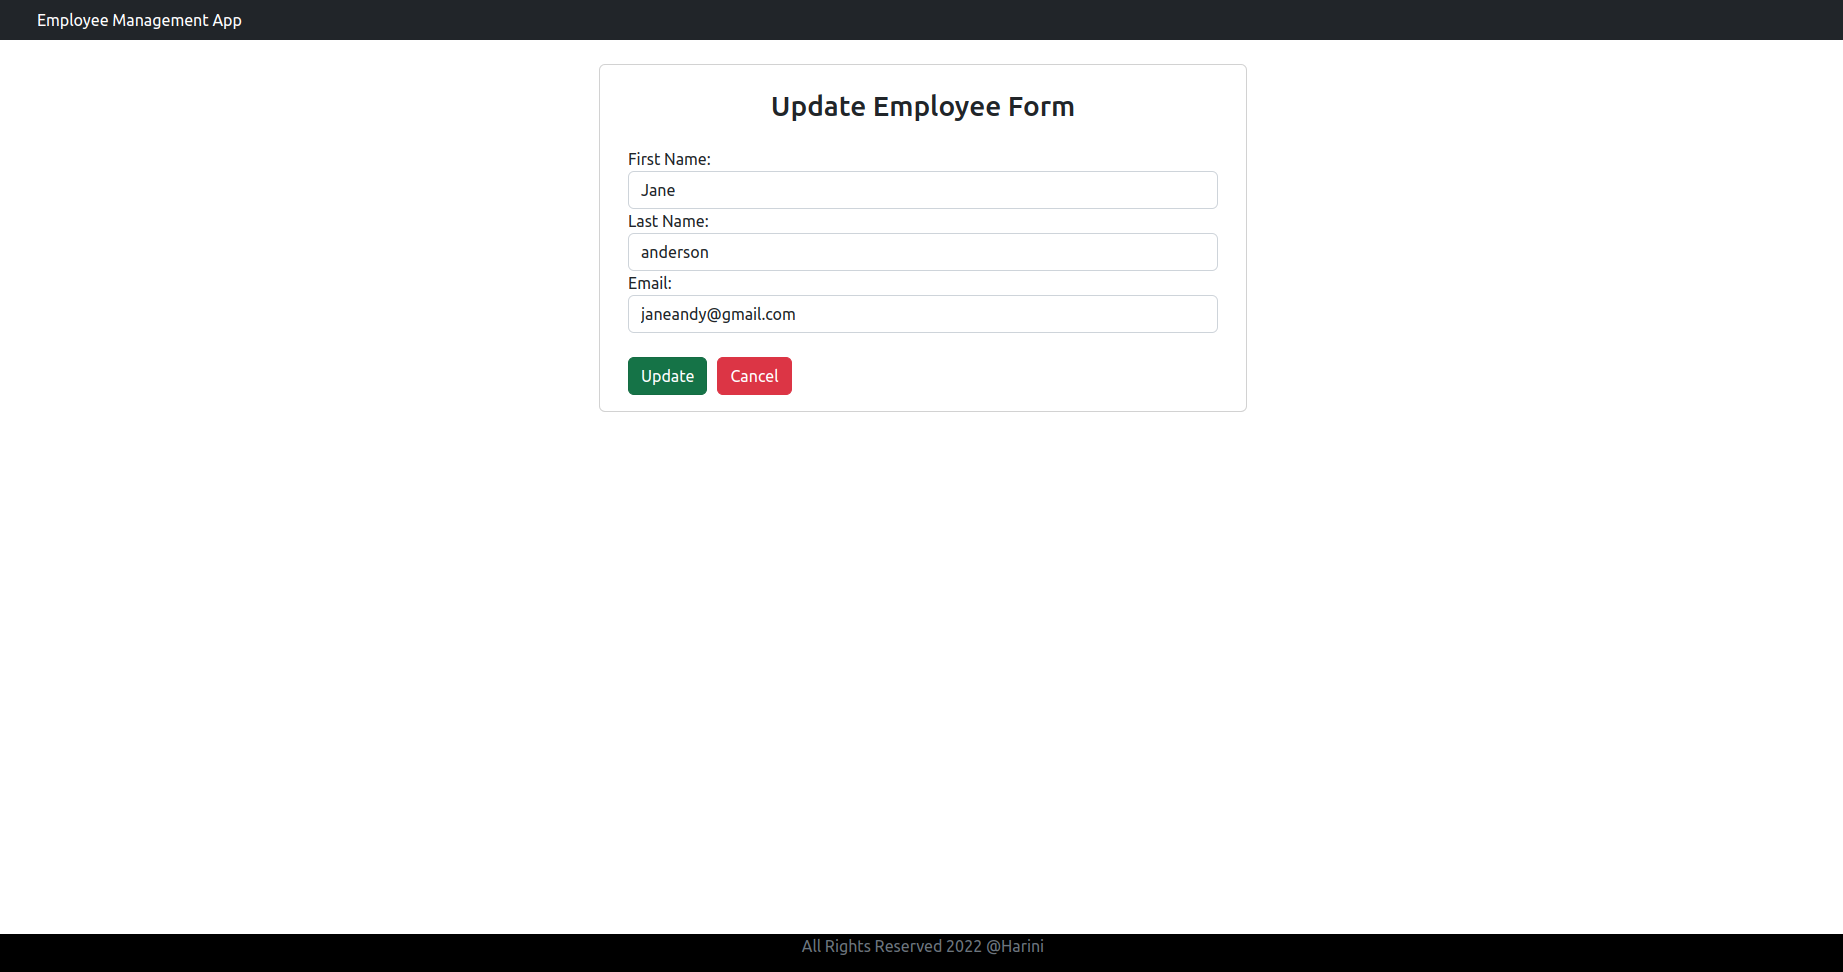 Employee Management App
Update Employee Form
First Name:
Jane
Last Name:
anderson
Email:
janeandy@gmail.com
Update Cancel
All Rights Reserved 2022 @Harini